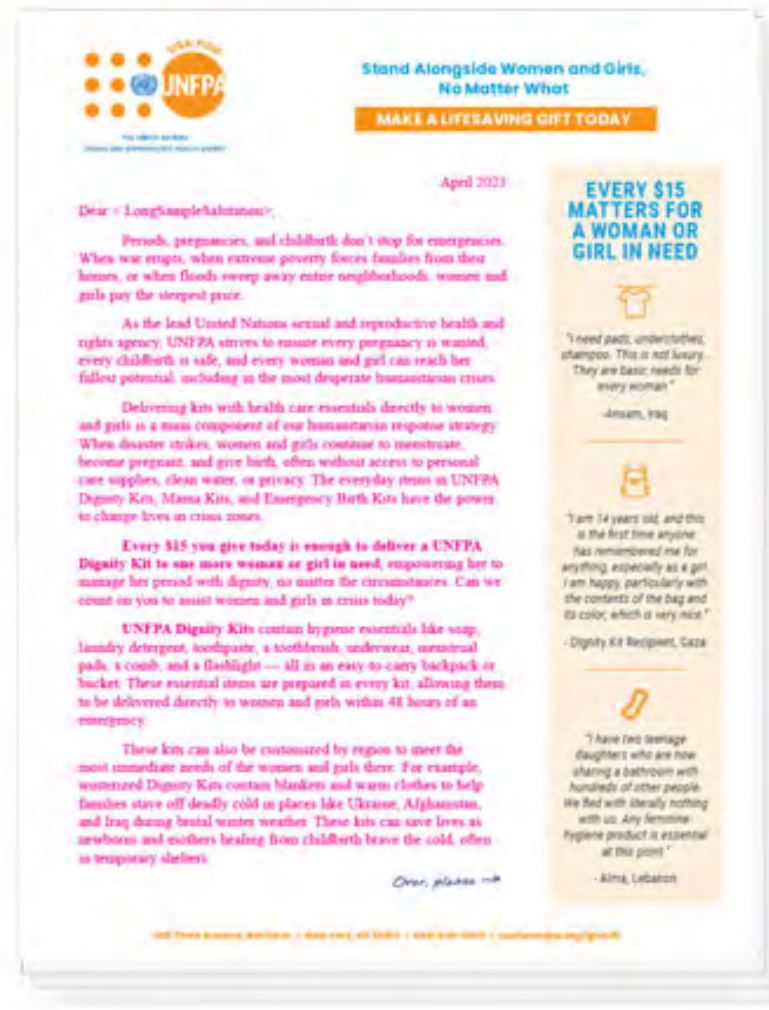 USA FOR
UNFPA
Stand Alongside Women and Girls,
No Matter What
MAKE A LIFESAVING GIFT TODAY
April 2023
Dear < LongSampleSalutation>,
Periods, pregnancies, and childbirth don't stop for emergencies.
When war erupts, when extreme poverty forces families from their
homes, or when floods sweep away entire neighborhoods, women and
girls pay the steepest price.
As the lead United Nations sexual and reproductive health and
rights agency, UNFPA strives to ensure every pregnancy is wanted,
every childbirth is safe, and every woman and girl can reach her
fullest potential, including in the most desperate humanitarian crises.
Delivering kits with health care essentials directly to women
and girls is a main component of our humanitarian response strategy.
When disaster strikes, women and girls continue to menstruate,
become pregnant, and give birth, often without access to personal
care supplies, clean water, or privacy. The everyday items in UNFPA
Dignity Kits, Mama Kits, and Emergency Birth Kits have the power
to change lives in crisis zones.
Every $15 you give today is enough to deliver a UNFPA
Dignity Kit to one more woman or girl in need, empowering her to
manage her period with dignity, no matter the circumstances. Can we
count on you to assist women and girls in crisis today?
UNFPA Dignity Kits contain hygiene essentials like soap,
laundry detergent, toothpaste, a toothbrush, underwear, menstrual
pads, a comb, and a flashlight — all in an easy-to-carry backpack or
bucket. These essential items are prepared in every kit, allowing them
to be delivered directly to women and girls within 48 hours of an
emergency.
These kits can also be customized by region to meet the
most immediate needs of the women and girls there. For example,
winterized Dignity Kits contain blankets and warm clothes to help
families stave off deadly cold in places like Ukraine, Afghanistan,
and Iraq during brutal winter weather. These kits can save lives as
newborns and mothers healing from childbirth brave the cold, often
in temporary shelters.
Over, please →
EVERY $15
MATTERS FOR
A WOMAN OR
GIRL IN NEED
"I need pads, underclothes,
shampoo. This is not luxury.
They are basic needs for
every woman."
-Ansam, Iraq
"I am 14 years old, and this
is the first time anyone
has remembered me for
anything, especially as a girl.
I am happy, particularly with
the contents of the bag and
its color, which is very nice."
- Dignity Kit Recipient, Gaza
"I have two teenage
daughters who are now
sharing a bathroom with
hundreds of other people.
We fled with literally nothing
with us. Any feminine
hygiene product is essential
at this point."
- Alma, Lebanon